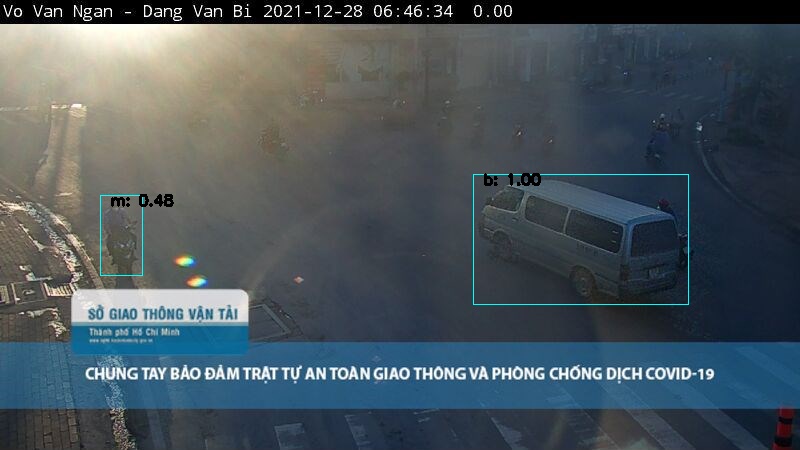 Vo Van Ngan - Dang Van Bi 2021-12-28 06:46:34 0.00
m: 0.48
b: 1.00
SỞ GIAO THÔNG VẬN TẢI
Thành phố Hồ Chí Minh
CHUNG TAY BẢO ĐẢM TRẬT TỰ AN TOÀN GIAO THÔNG VÀ PHÒNG CHỐNG DỊCH COVID-19